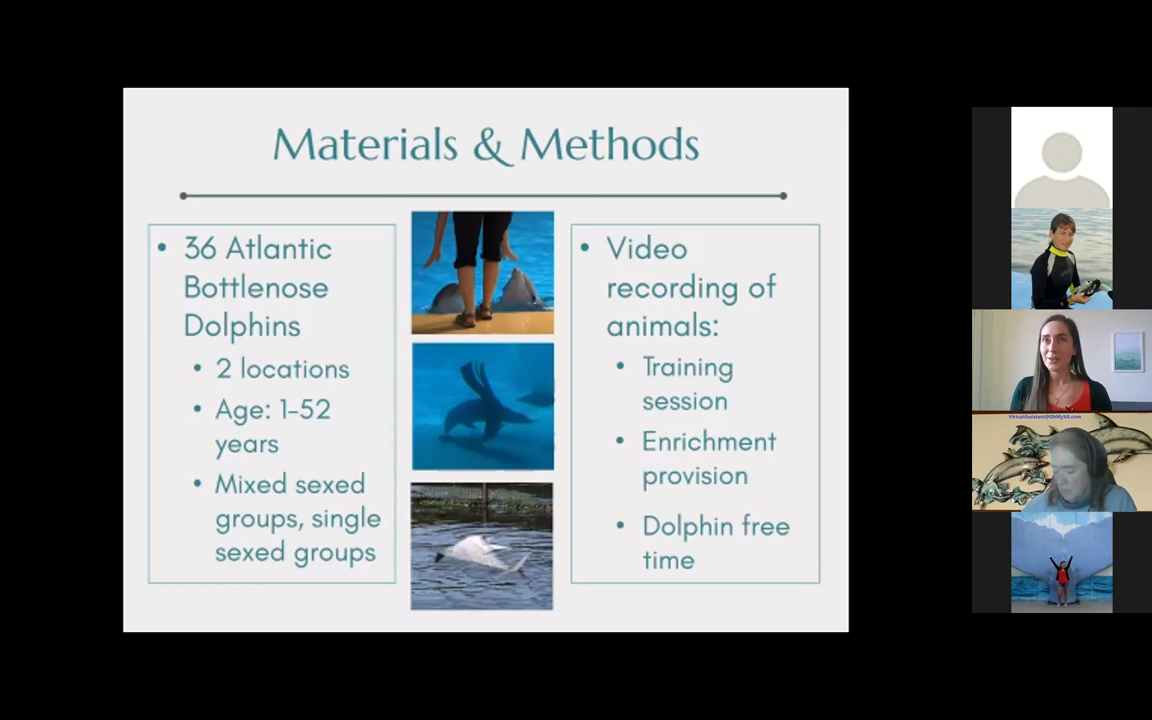 Materials & Methods
• 36 Atlantic
Bottlenose
Dolphins
• 2 locations
• Age: 1-52
years
• Mixed sexed
groups, single
sexed groups
• Video
recording of
animals:
• Training
session
• Enrichment
provision
• Dolphin free
time
VirtualAssistant@OhMyVA.com